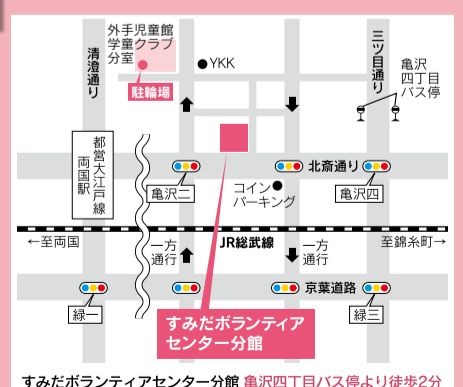 外手児童館
学童クラブ
分室
駐輪場
YKK
清澄通り
三ツ目通り
亀沢
四丁目
バス停
都営大江戸線
両国駅
亀沢二
北斎通り
亀沢四
コイン
パーキング
←至両国
一方
通行
JR総武線
一方
通行
至錦糸町→
緑一
京葉道路
緑三
すみだボランティア
センター分館
すみだボランティアセンター分館 亀沢四丁目バス停より徒歩2分